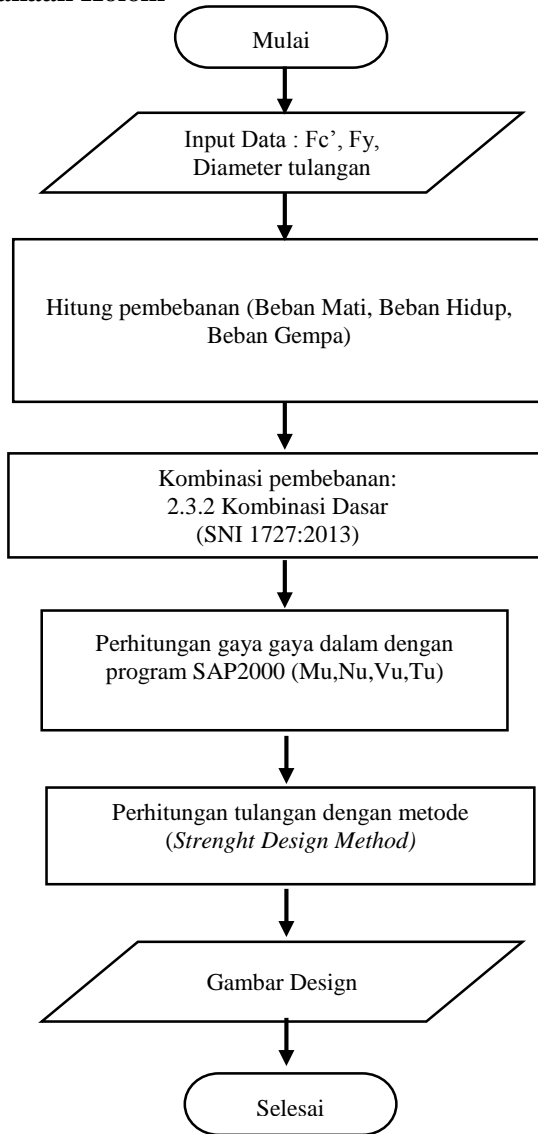 Mulai
Input Data : Fc’, Fy,
Diameter tulangan
Hitung pembebanan (Beban Mati, Beban Hidup,
Beban Gempa)
Kombinasi pembebanan:
2.3.2 Kombinasi Dasar
(SNI 1727:2013)
Perhitungan gaya gaya dalam dengan
program SAP2000 (Mu,Nu,Vu,Tu)
Perhitungan tulangan dengan metode
(Strenght Design Method)
Gambar Design
Selesai